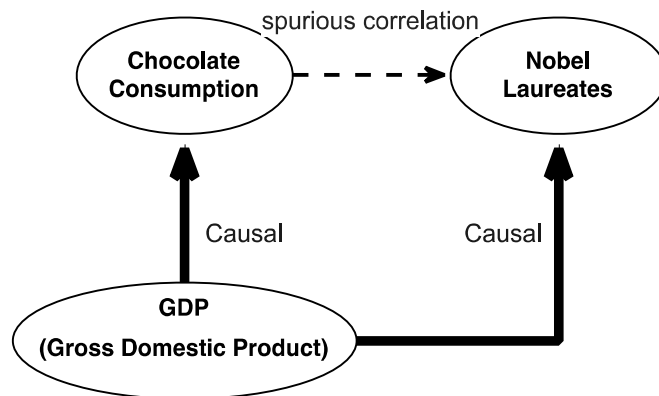 spurious correlation
Chocolate
Consumption
Nobel
Laureates
Causal
Causal
GDP
(Gross Domestic Product)